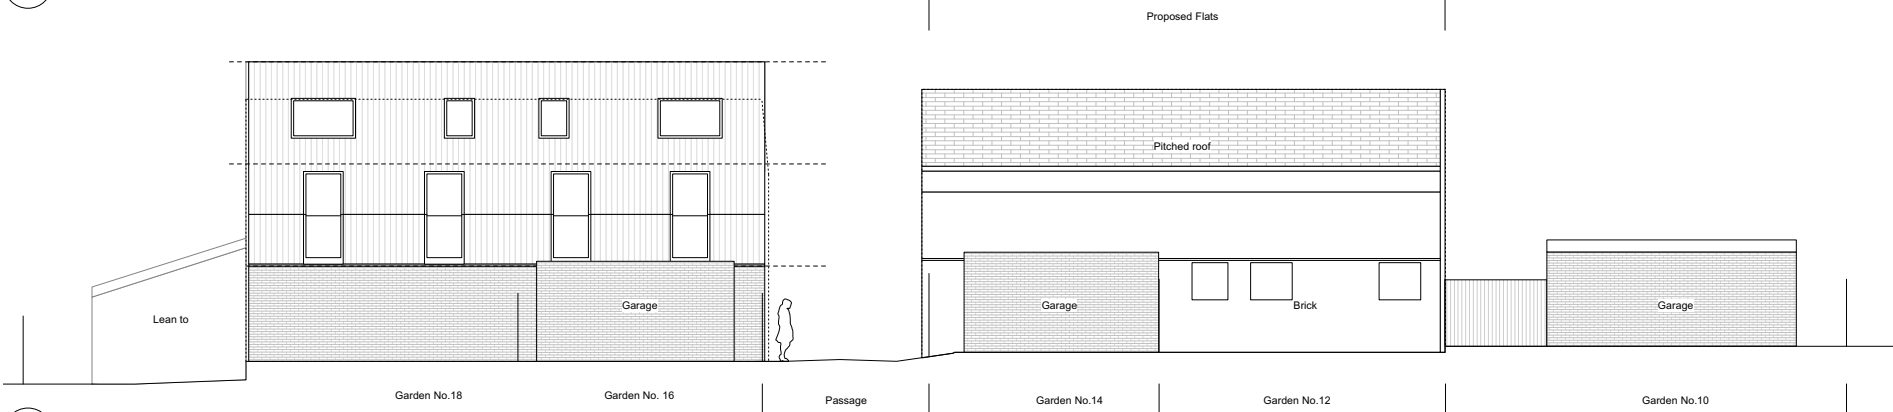 Proposed Flats
Pitched roof
Garage
Garage
Brick
Garage
Lean to
Garden No.18
Garden No. 16
Passage
Garden No.14
Garden No.12
Garden No.10